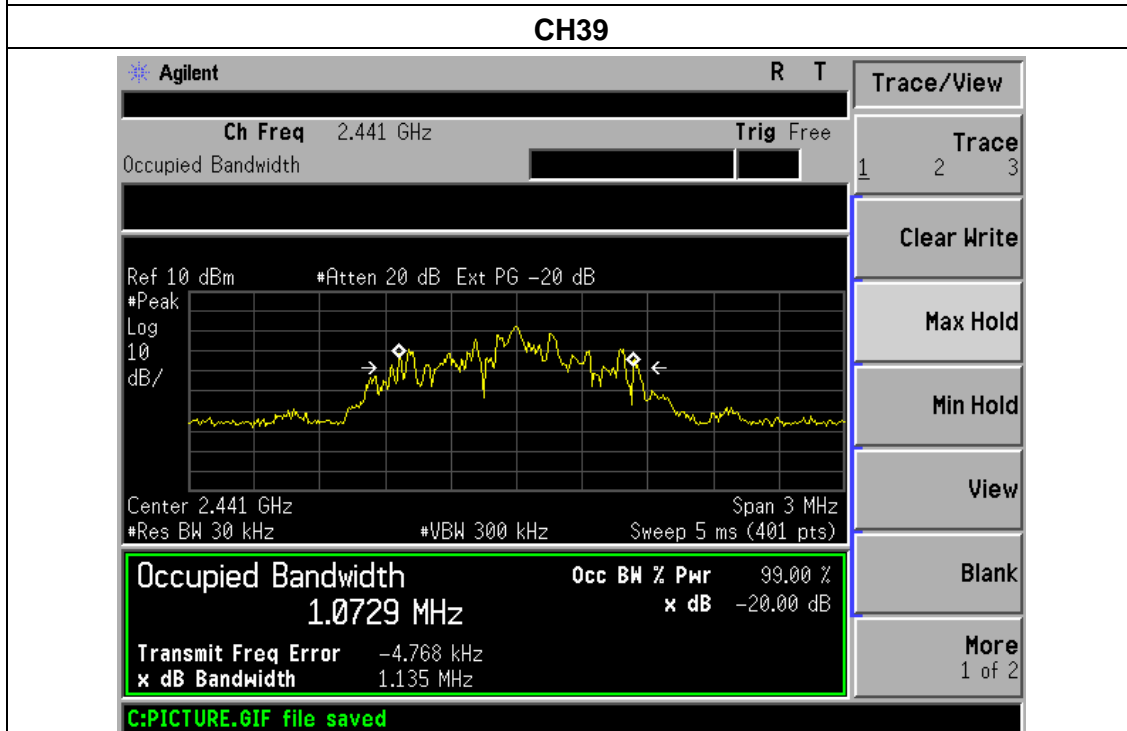 CH39
Agilent R T
Trace/View
Ch Freq 2.441 GHz Trig Free
Occupied Bandwidth
Trace
1 2 3
Clear Write
Ref 10 dBm #Atten 20 dB Ext PG -20 dB
#Peak
Log
10
dB/
Max Hold
Min Hold
View
Center 2.441 GHz Span 3 MHz
#Res BW 30 kHz #VBW 300 kHz Sweep 5 ms (401 pts)
Occupied Bandwidth Occ BW % Pwr 99.00 %
1.0729 MHz x dB -20.00 dB
Blank
Transmit Freq Error -4.768 kHz
x dB Bandwidth 1.135 MHz
More
1 of 2
C:PICTURE.GIF file saved